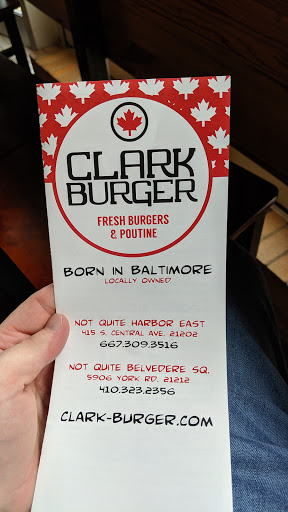 CLARK
BURGER
FRESH BURGERS
& POUTINE
BORN IN BALTIMORE
LOCALLY OWNED
NOT QUITE HARBOR EAST
415 S. CENTRAL AVE. 21202
667.309.3516
NOT QUITE BELVEDERE SQ.
5906 YORK RD. 21212
410.323.2356
CLARK-BURGER.COM